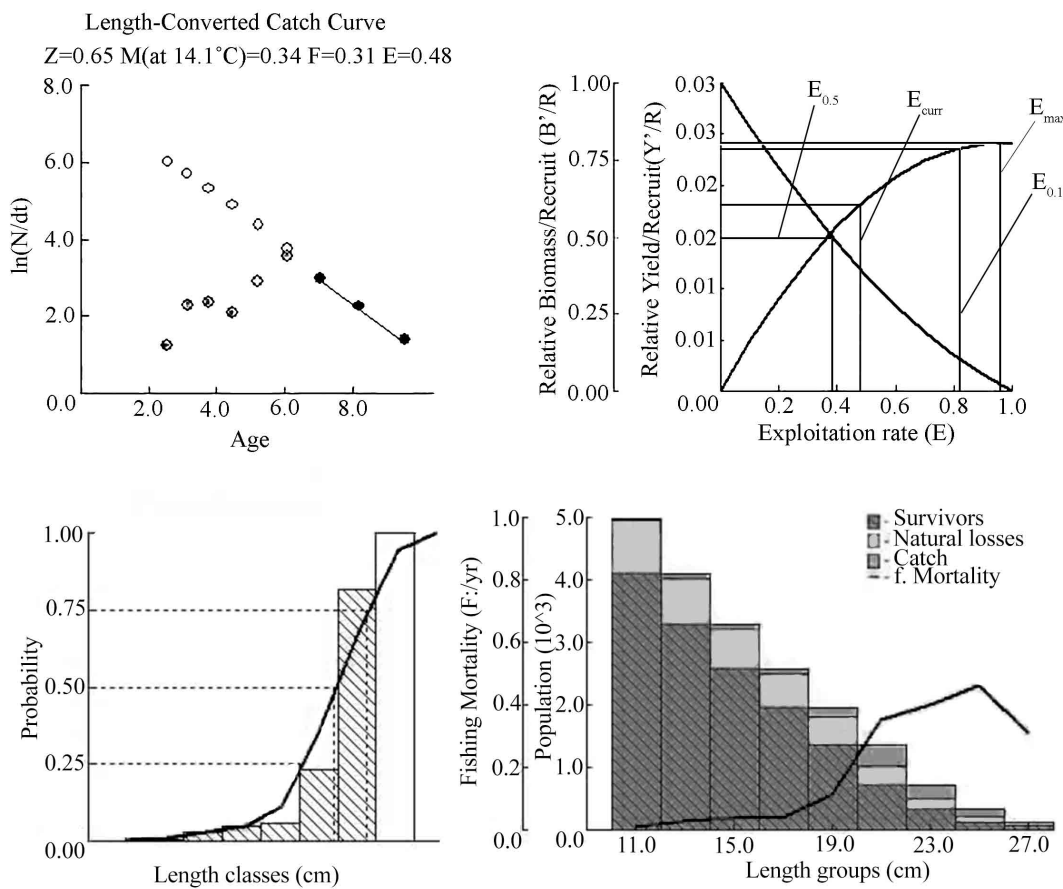 Length-Converted Catch Curve
Z=0.65 M(at 14.1˚C)=0.34 F=0.31 E=0.48
8.0
6.0
4.0
2.0
0.0
ln(N/dt)
2.0 4.0 6.0 8.0
Age
Relative Biomass/Recruit (B'/R)
1.00
0.75
0.50
0.25
0.00
Relative Yield/Recruit(Y'/R)
0.03
0.03
0.02
0.02
0.01
0.01
0.00
E0.5
Ecurr
Emax
E0.1
0.2 0.4 0.6 0.8 1.0
Exploitation rate (E)
Probability
1.00
0.75
0.50
0.25
0.00
Length classes (cm)
Fishing Mortality (F:/yr)
1.0
0.8
0.6
0.4
0.2
0.0
Population (10^3)
5.0
4.0
3.0
2.0
1.0
0.0
Survivors
Natural losses
Catch
f. Mortality
11.0 15.0 19.0 23.0 27.0
Length groups (cm)